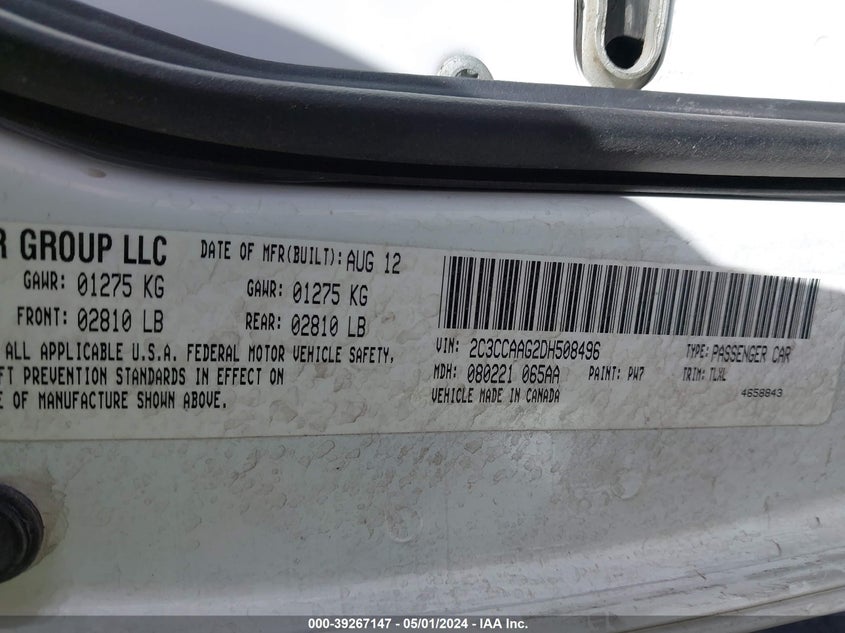 R GROUP LLC
DATE OF MFR(BUILT): AUG 12
GAWR: 01275 KG GAWR: 01275 KG
FRONT: 02810 LB REAR: 02810 LB
ALL APPLICABLE U.S.A. FEDERAL MOTOR VEHICLE SAFETY,
FT PREVENTION STANDARDS IN EFFECT ON
E OF MANUFACTURE SHOWN ABOVE.
VIN: 2C3CCAAG2DH508496 TYPE: PASSENGER CAR
MDH: 080221 065AA PAINT: PW7 TRIM: TLXL
VEHICLE MADE IN CANADA 4658843
000-39267147 - 05/01/2024 - IAA Inc.